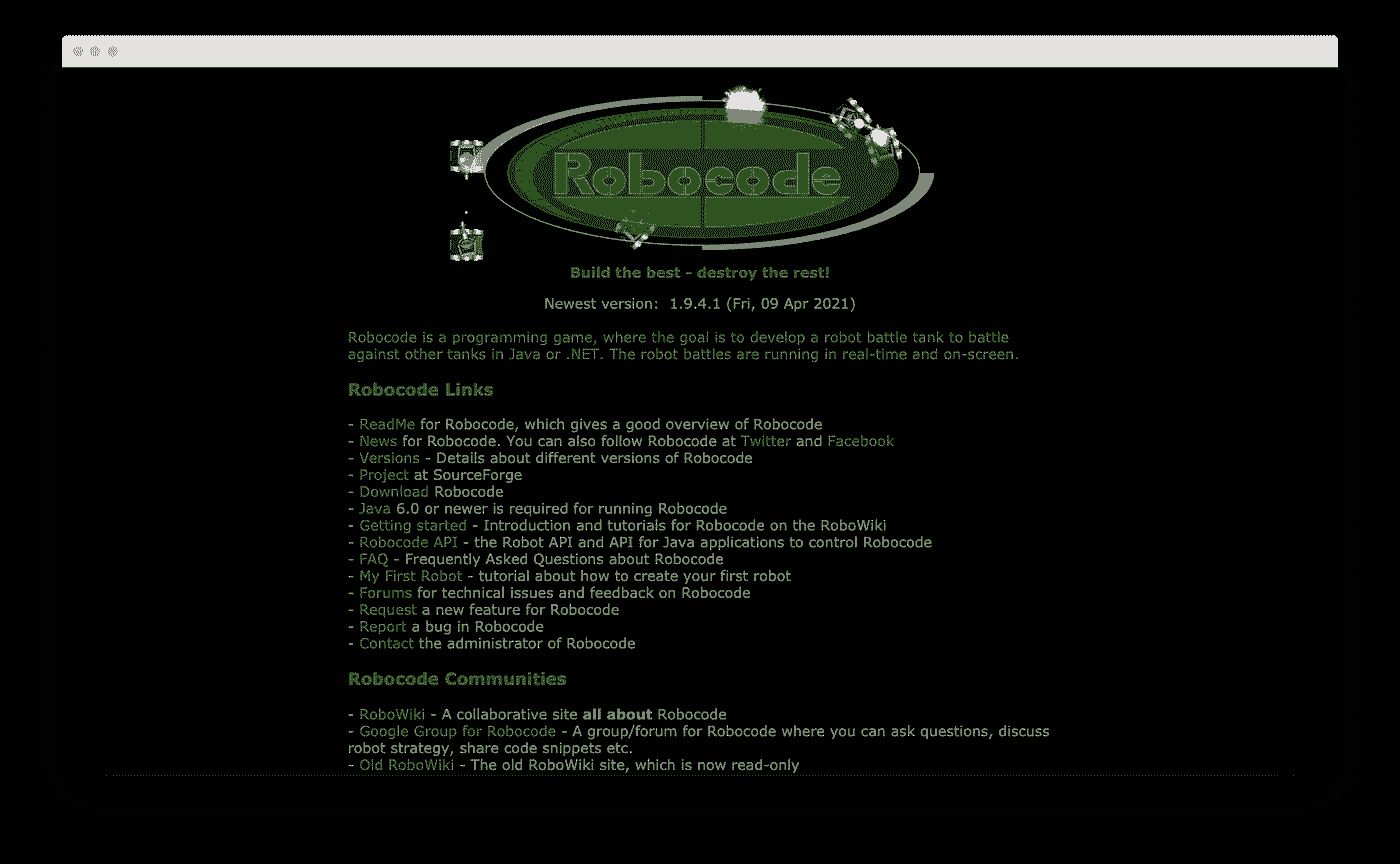 Robocode
Build the best - destroy the rest!
Newest version: 1.9.4.1 (Fri, 09 Apr 2021)
Robocode is a programming game, where the goal is to develop a robot battle tank to battle
against other tanks in Java or .NET. The robot battles are running in real-time and on-screen.
Robocode Links
- ReadMe for Robocode, which gives a good overview of Robocode
- News for Robocode. You can also follow Robocode at Twitter and Facebook
- Versions - Details about different versions of Robocode
- Project at SourceForge
- Download Robocode
- Java 6.0 or newer is required for running Robocode
- Getting started - Introduction and tutorials for Robocode on the RoboWiki
- Robocode API - the Robot API and API for Java applications to control Robocode
- FAQ - Frequently Asked Questions about Robocode
- My First Robot - tutorial about how to create your first robot
- Forums for technical issues and feedback on Robocode
- Request a new feature for Robocode
- Report a bug in Robocode
- Contact the administrator of Robocode
Robocode Communities
- RoboWiki - A collaborative site all about Robocode
- Google Group for Robocode - A group/forum for Robocode where you can ask questions, discuss
robot strategy, share code snippets etc.
- Old RoboWiki - The old RoboWiki site, which is now read-only